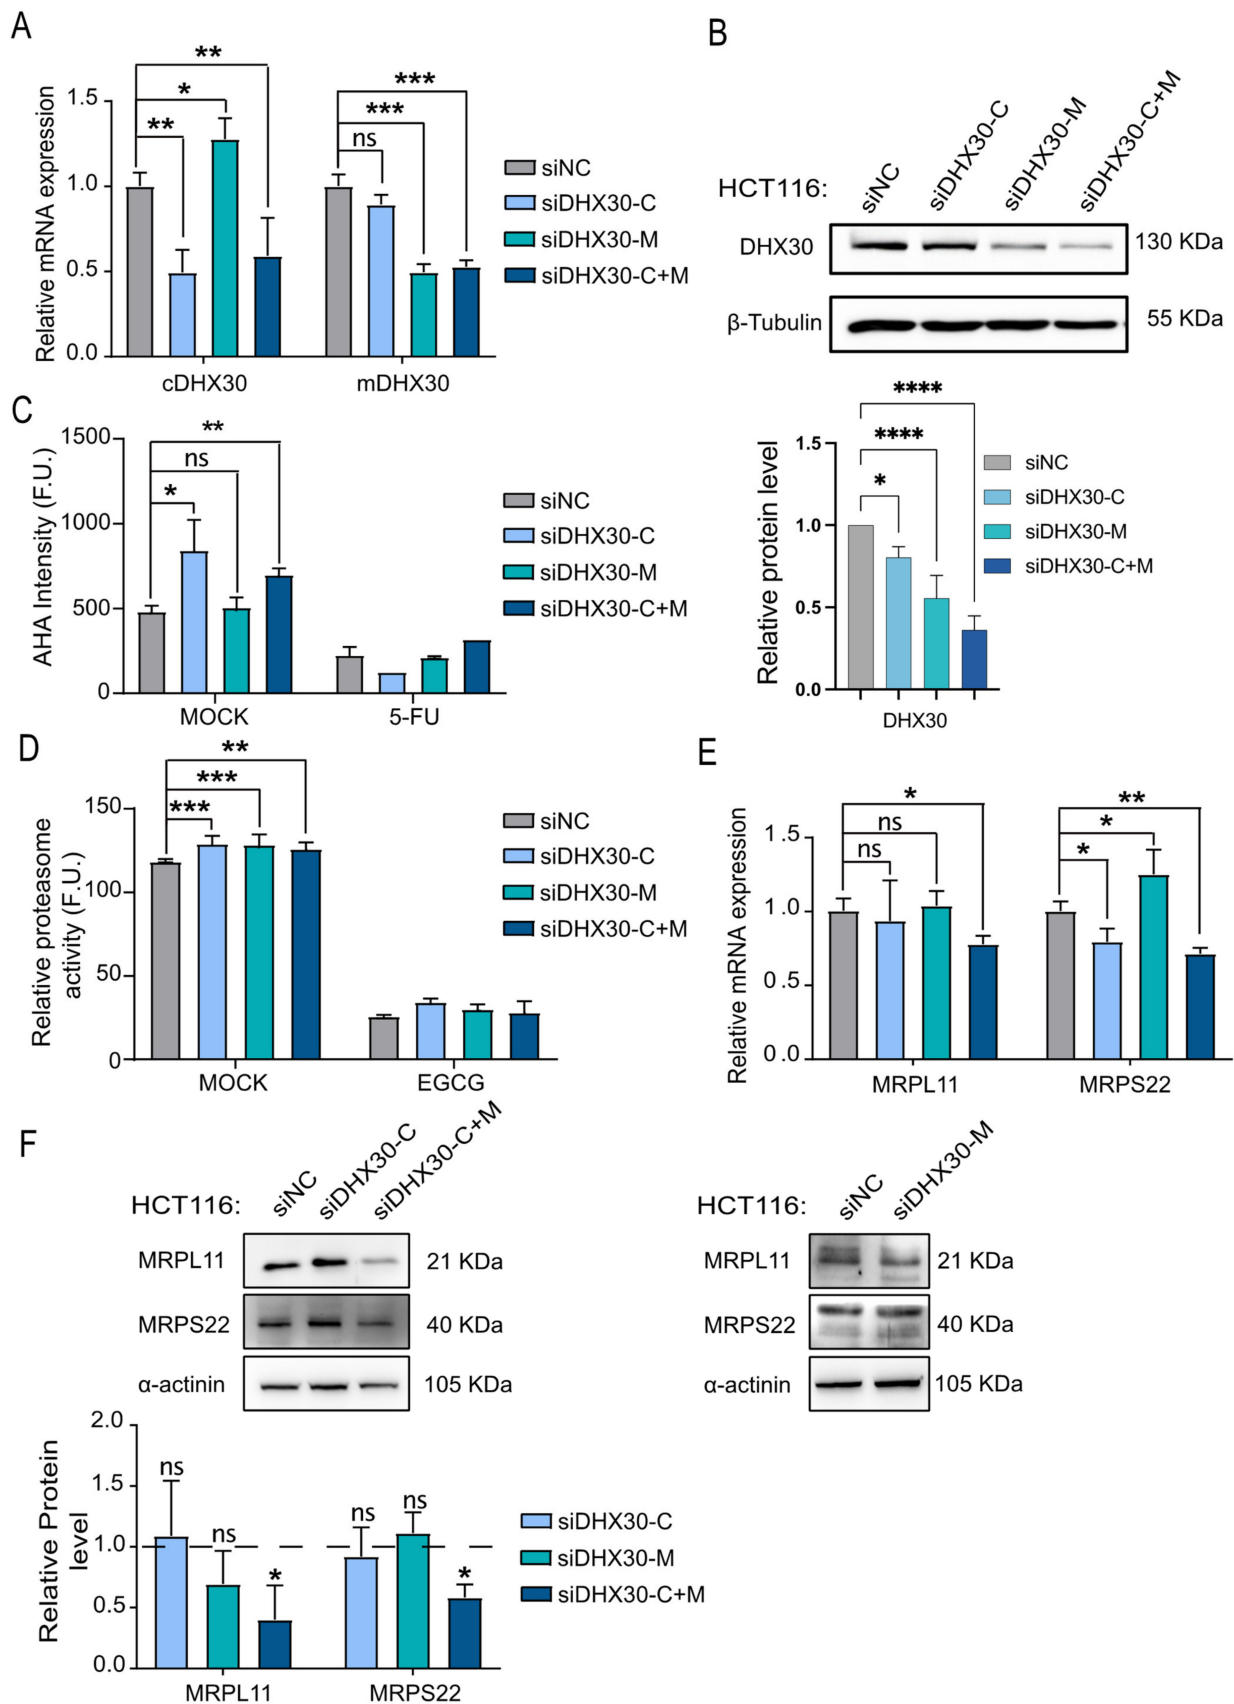 A
Relative mRNA expression
1.5
1.0
0.5
0.0
**
*
**
ns
***
***
cDHX30
mDHX30
siNC
siDHX30-C
siDHX30-M
siDHX30-C+M
B
HCT116:
siNC
siDHX30-C
siDHX30-M
siDHX30-C+M
DHX30
130 KDa
β-Tubulin
55 KDa
Relative protein level
1.5
1.0
0.5
0.0
****
****
*
DHX30
siNC
siDHX30-C
siDHX30-M
siDHX30-C+M
C
AHA Intensity (F.U.)
1500
1000
500
0
**
ns
*
MOCK
5-FU
siNC
siDHX30-C
siDHX30-M
siDHX30-C+M
D
Relative proteasome
activity (F.U.)
150
100
50
0
**
***
***
MOCK
EGCG
siNC
siDHX30-C
siDHX30-M
siDHX30-C+M
E
Relative mRNA expression
1.5
1.0
0.5
0.0
*
ns
ns
**
*
*
MRPL11
MRPS22
F
HCT116:
siNC
siDHX30-C
siDHX30-C+M
MRPL11
21 KDa
MRPS22
40 KDa
α-actinin
105 KDa
HCT116:
siNC
siDHX30-M
MRPL11
21 KDa
MRPS22
40 KDa
α-actinin
105 KDa
Relative Protein
level
2.0
1.5
1.0
0.5
0.0
ns
ns
*
ns
ns
*
MRPL11
MRPS22
siDHX30-C
siDHX30-M
siDHX30-C+M